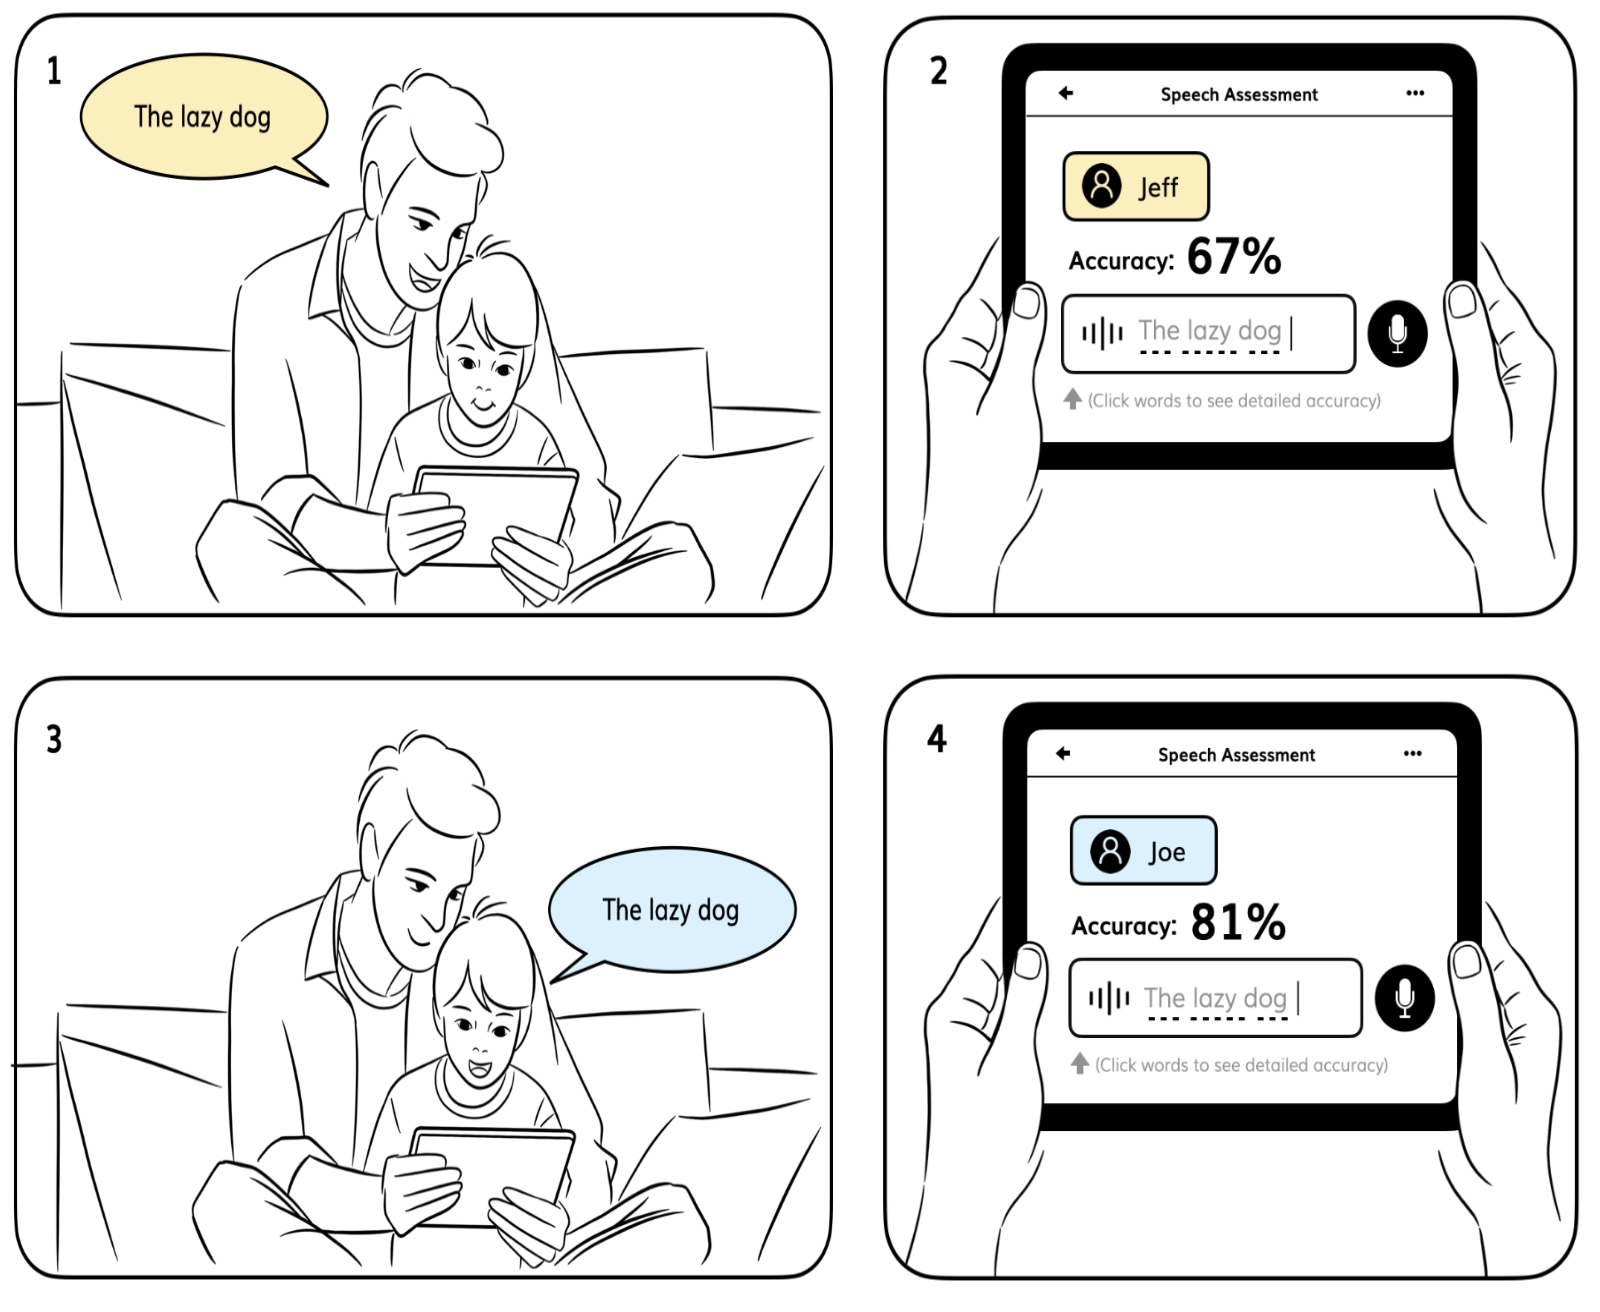 1
The lazy dog
2
Speech Assessment
Jeff
Accuracy: 67%
The lazy dog
(Click words to see detailed accuracy)
3
The lazy dog
4
Speech Assessment
Joe
Accuracy: 81%
The lazy dog
(Click words to see detailed accuracy)